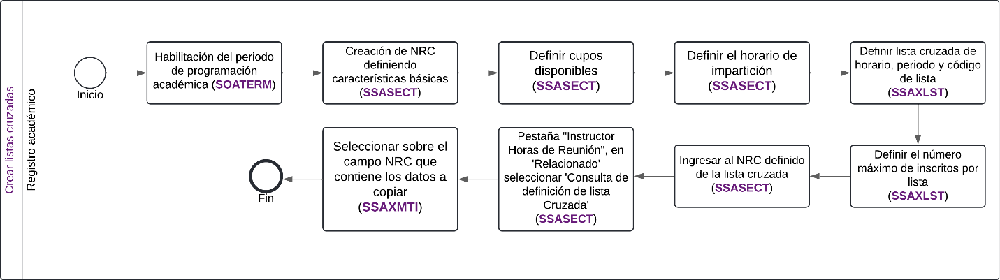 Crear listas cruzadas
Registro académico
Inicio
Habilitación del periodo
de programación
académica (SOATERM)
Creación de NRC
definiendo
características básicas
(SSASECT)
Definir cupos
disponibles
(SSASECT)
Definir el horario de
impartición
(SSASECT)
Definir lista cruzada de
horario, periodo y código
de lista
(SSAXLST)
Definir el número
máximo de inscritos por
lista
(SSAXLST)
Ingresar al NRC definido
de la lista cruzada
(SSASECT)
Pestaña "Instructor
Horas de Reunión", en
'Relacionado'
seleccionar 'Consulta de
definición de lista
Cruzada'
(SSASECT)
Seleccionar sobre el
campo NRC que
contiene los datos a
copiar
(SSAXMTI)
Fin